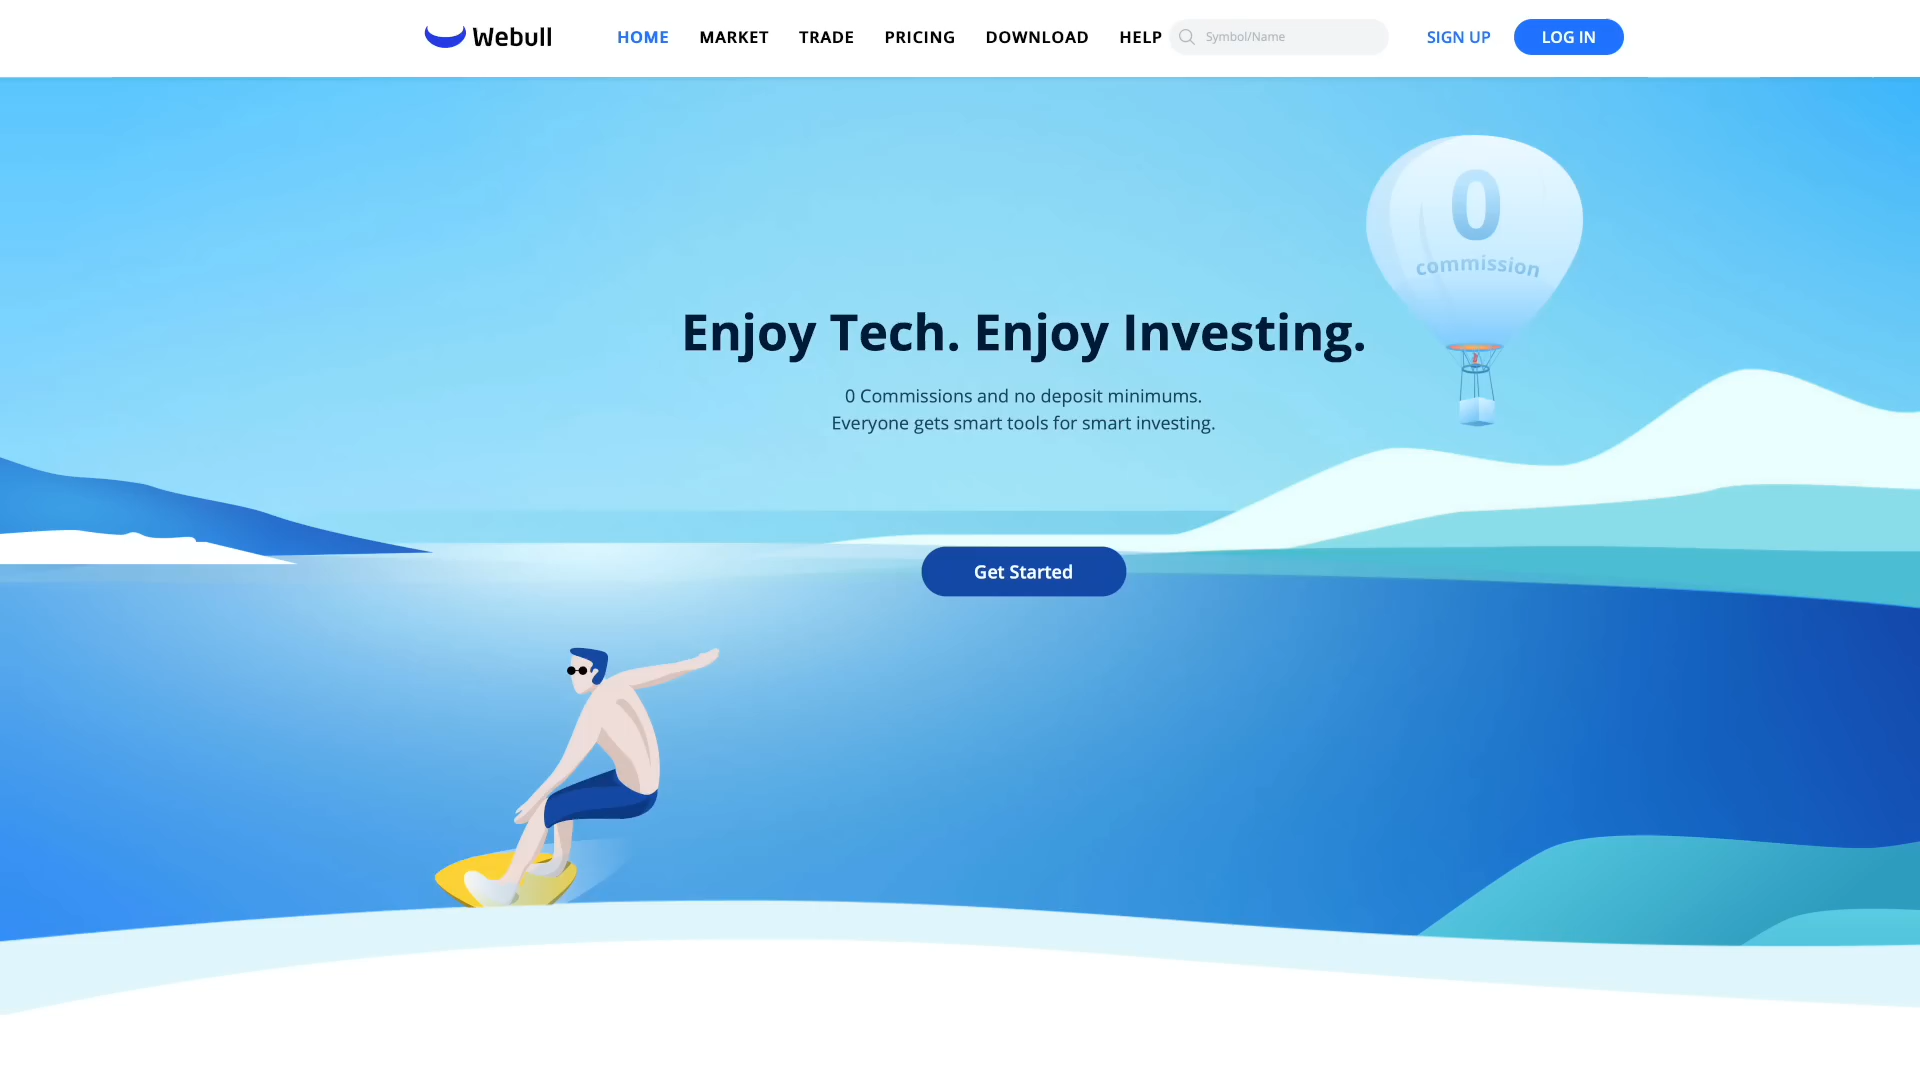 Webull
HOME
MARKET
TRADE
PRICING
DOWNLOAD
HELP
Symbol/Name
SIGN UP
LOG IN
0
commission
Enjoy Tech. Enjoy Investing.
0 Commissions and no deposit minimums.
Everyone gets smart tools for smart investing.
Get Started